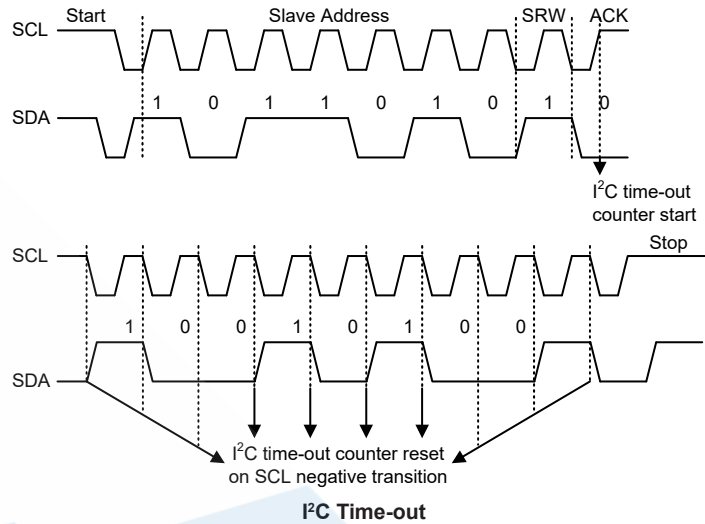 Start Slave Address SRW ACK
SCL
1 0 1 1 0 1 0 1 0
SDA
I²C time-out
counter start
Stop
SCL
1 0 0 1 0 1 0 0
SDA
I²C time-out counter reset
on SCL negative transition
I²C Time-out